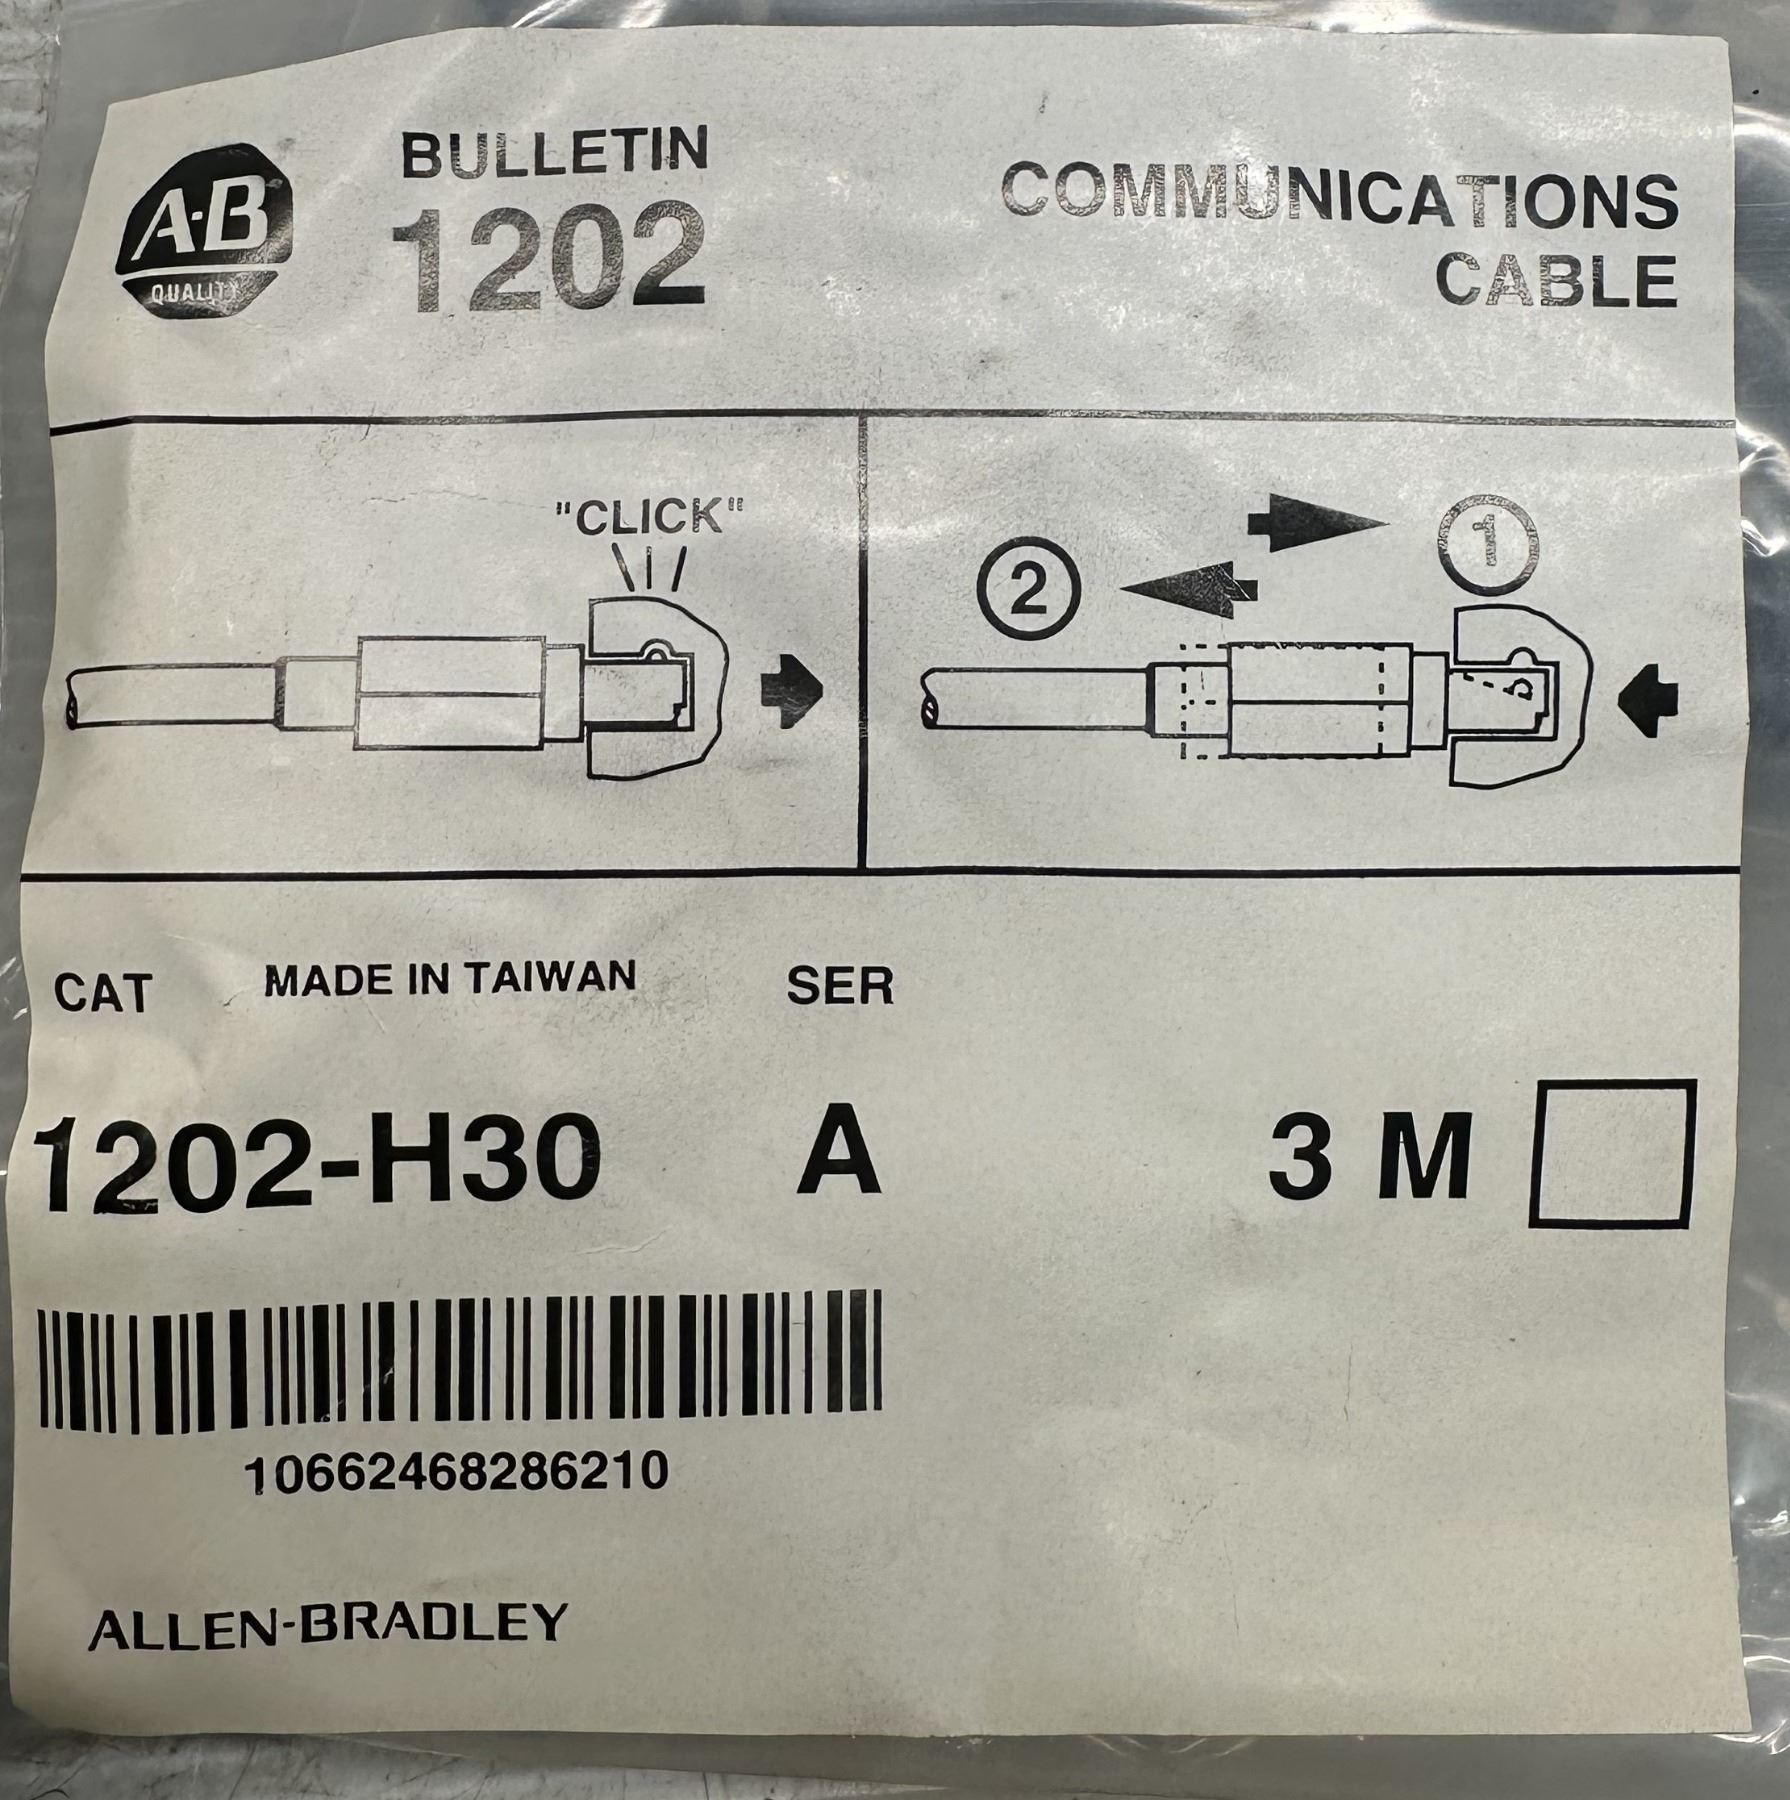 A-B
QUALITY
BULLETIN
1202
COMMUNICATIONS
CABLE
"CLICK"
2
1
CAT
MADE IN TAIWAN
SER
1202-H30
A
3 M
10662468286210
ALLEN-BRADLEY